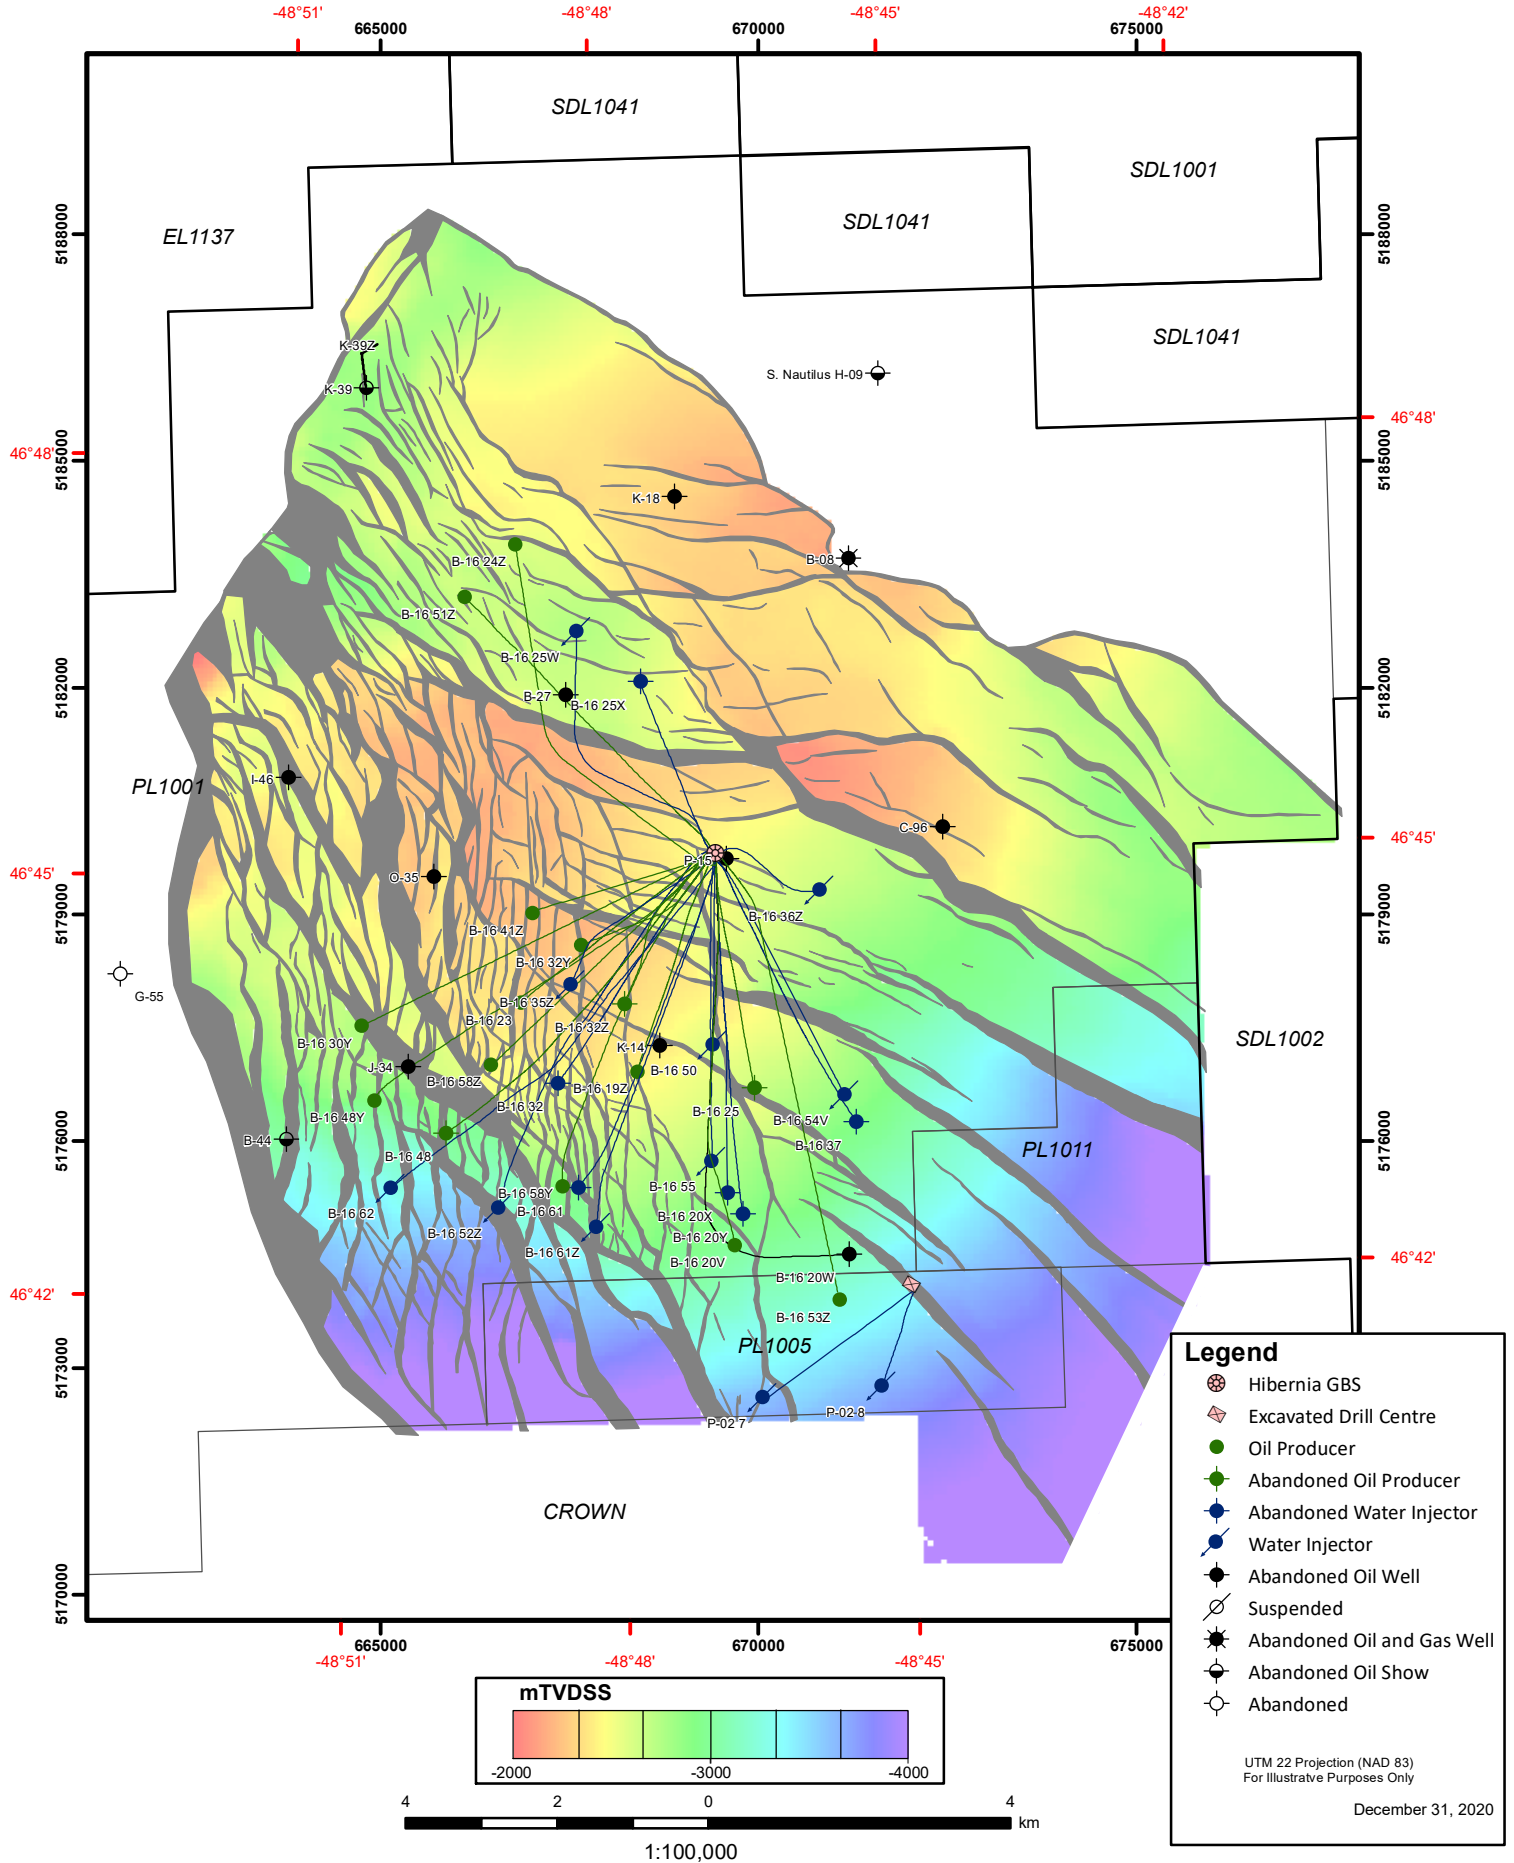 -48°51'
-48°48'
-48°45'
-48°42'
665000
670000
675000
SDL1041
SDL1001
SDL1041
EL1137
5188000
5188000
SDL1041
K-39Z
K-39
S. Nautilus H-09
46°48'
46°48'
5185000
5185000
K-18
B-08
B-16 24Z
B-16 51Z
B-16 25W
B-27
B-16 25X
5182000
5182000
I-46
PL1001
C-96
46°45'
46°45'
P-15
O-35
B-16 36Z
5179000
5179000
B-16 41Z
B-16 32Y
G-55
B-16 35Z
B-16 23
B-16 32Z
B-16 30Y
K-14
SDL1002
J-34
B-16 50
B-16 58Z
B-16 19Z
B-16 32
B-16 25
B-16 48Y
B-16 54V
B-44
B-16 37
5176000
5176000
PL1011
B-16 48
B-16 55
B-16 58Y
B-16 61
B-16 62
B-16 20X
B-16 52Z
B-16 20Y
B-16 61Z
B-16 20V
46°42'
46°42'
B-16 20W
B-16 53Z
PL1005
5173000
P-02 7
P-02 8
CROWN
5170000
665000
670000
675000
-48°51'
-48°48'
-48°45'
Legend
Hibernia GBS
Excavated Drill Centre
Oil Producer
Abandoned Oil Producer
Abandoned Water Injector
Water Injector
Abandoned Oil Well
Suspended
Abandoned Oil and Gas Well
Abandoned Oil Show
Abandoned
UTM 22 Projection (NAD 83)
For Illustratve Purposes Only
December 31, 2020
mTVDSS
-2000
-3000
-4000
4
2
0
4
km
1:100,000